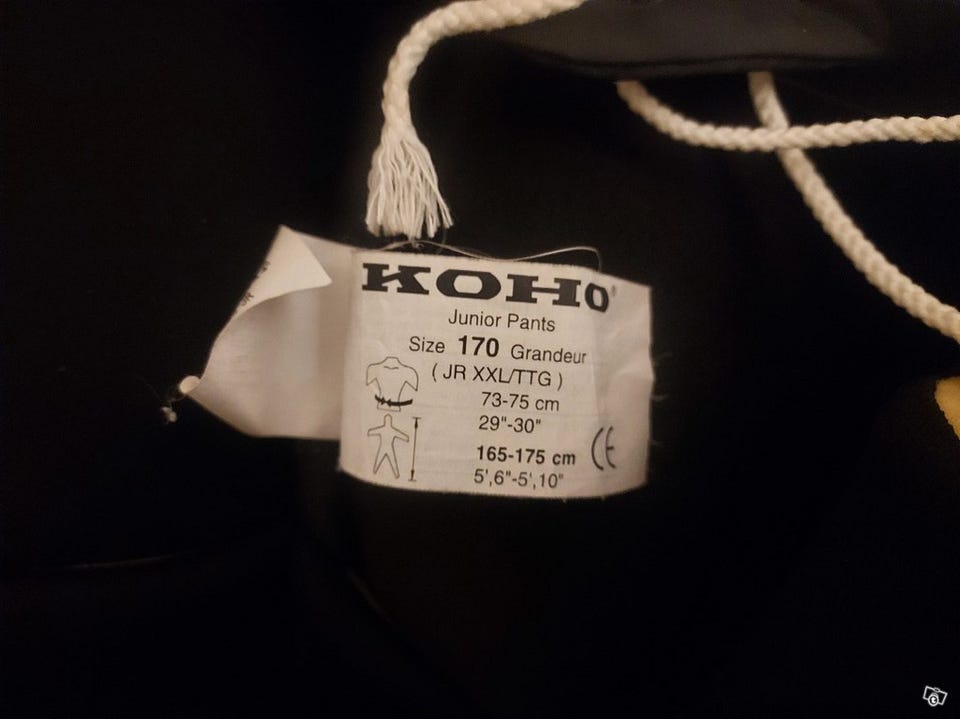 KOHO
Junior Pants
Size 170 Grandeur
( JR XXL/TTG )
73-75 cm
29"-30"
165-175 cm
5',6"-5',10"
CE